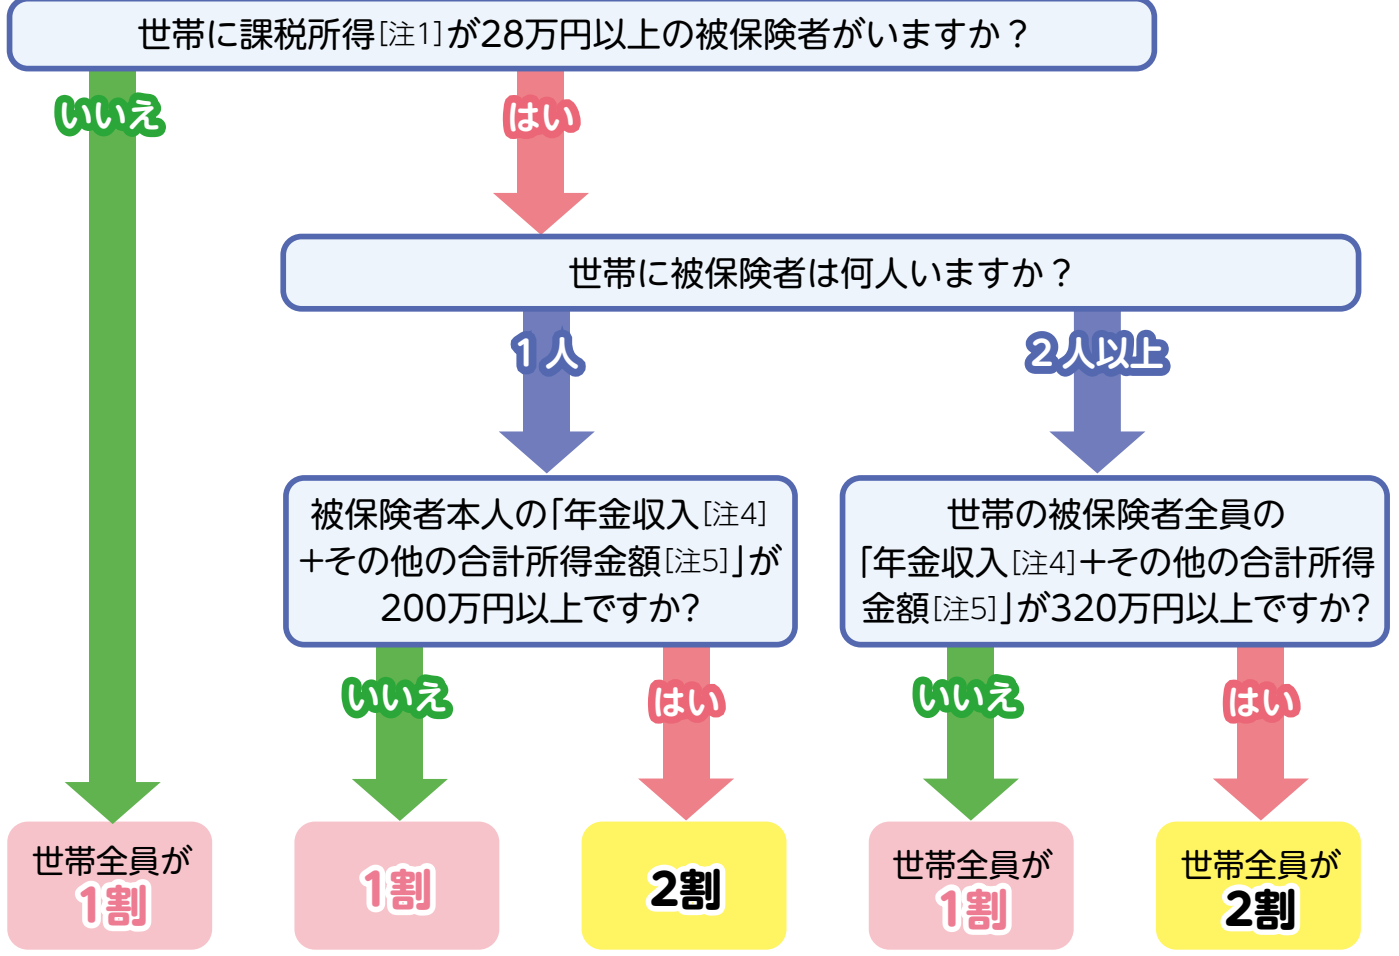 世帯に課税所得[注1]が28万円以上の被保険者がいますか？
いいえ
はい
世帯に被保険者は何人いますか？
1人
2人以上
被保険者本人の「年金収入[注4]
＋その他の合計所得金額[注5]」が
200万円以上ですか?
世帯の被保険者全員の
「年金収入[注4]＋その他の合計所得
金額[注5]」が320万円以上ですか?
いいえ
はい
いいえ
はい
世帯全員が
1割
1割
2割
世帯全員が
1割
世帯全員が
2割